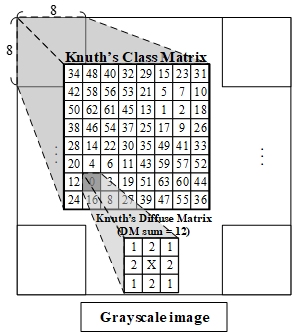 8
8
Knuth's Class Matrix
34 48 40 32 29 15 23 31
42 58 56 53 21 5 7 10
50 62 61 45 13 1 2 18
38 46 54 37 25 17 9 26
28 14 22 30 35 49 41 33
20 4 6 11 43 59 57 52
12 0 3 19 51 63 60 44
24 16 8 27 39 47 55 36
Knuth's Diffuse Matrix
(DM sum = 12)
1 2 1
2 X 2
1 2 1
Grayscale image